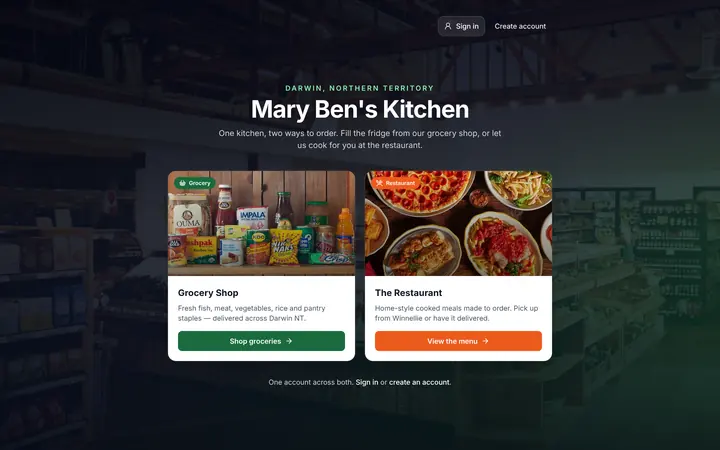 Sign in
Create account
DARWIN, NORTHERN TERRITORY
Mary Ben's Kitchen
One kitchen, two ways to order. Fill the fridge from our grocery shop, or let
us cook for you at the restaurant.
Grocery
Restaurant
OUMA
IMPALA
Grocery Shop
Fresh fish, meat, vegetables, rice and pantry
staples — delivered across Darwin NT.
Shop groceries
The Restaurant
Home-style cooked meals made to order. Pick up
from Winnellie or have it delivered.
View the menu
One account across both. Sign in or create an account.